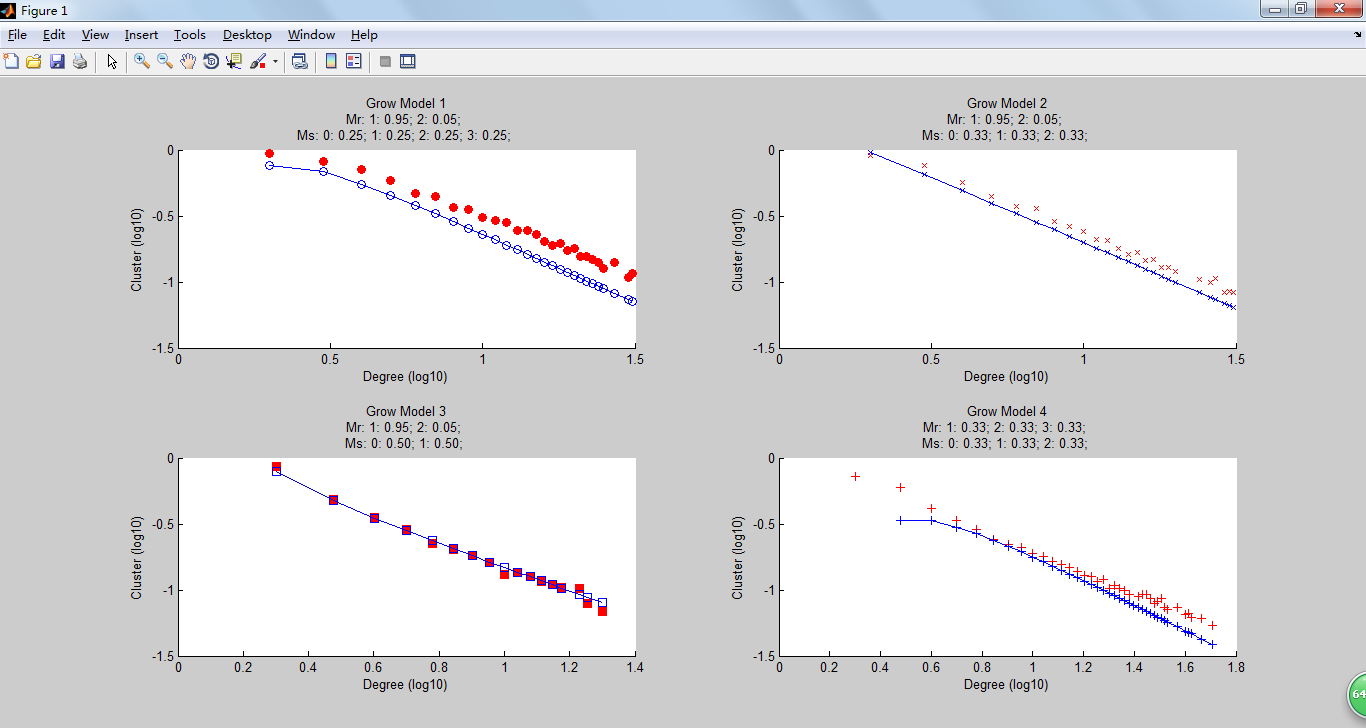 Figure 1
File Edit View Insert Tools Desktop Window Help
Grow Model 1
Mr: 1: 0.95; 2: 0.05;
Ms: 0: 0.25; 1: 0.25; 2: 0.25; 3: 0.25;
0
-0.5
-1
-1.5
Cluster (log10)
0 0.5 1 1.5
Degree (log10)
Grow Model 2
Mr: 1: 0.95; 2: 0.05;
Ms: 0: 0.33; 1: 0.33; 2: 0.33;
0
-0.5
-1
-1.5
Cluster (log10)
0 0.5 1 1.5
Degree (log10)
Grow Model 3
Mr: 1: 0.95; 2: 0.05;
Ms: 0: 0.50; 1: 0.50;
0
-0.5
-1
-1.5
Cluster (log10)
0 0.2 0.4 0.6 0.8 1 1.2 1.4
Degree (log10)
Grow Model 4
Mr: 1: 0.33; 2: 0.33; 3: 0.33;
Ms: 0: 0.33; 1: 0.33; 2: 0.33;
0
-0.5
-1
-1.5
Cluster (log10)
0 0.2 0.4 0.6 0.8 1 1.2 1.4 1.6 1.8
Degree (log10)
64